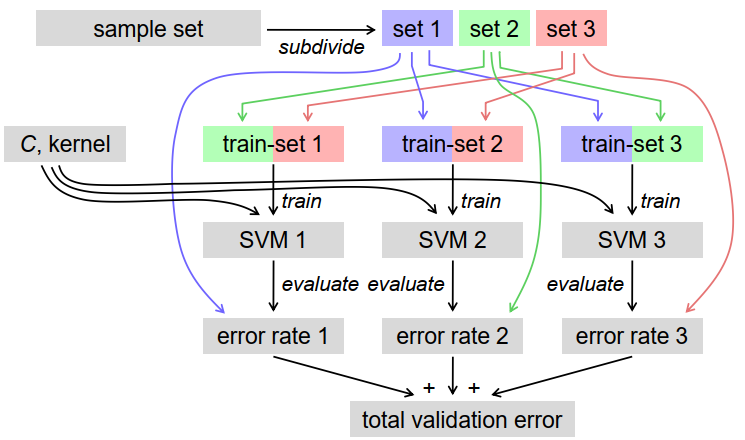 sample set
subdivide
set 1
set 2
set 3
C, kernel
train-set 1
train-set 2
train-set 3
train
train
train
SVM 1
SVM 2
SVM 3
evaluate
evaluate
evaluate
error rate 1
error rate 2
error rate 3
+ +
total validation error